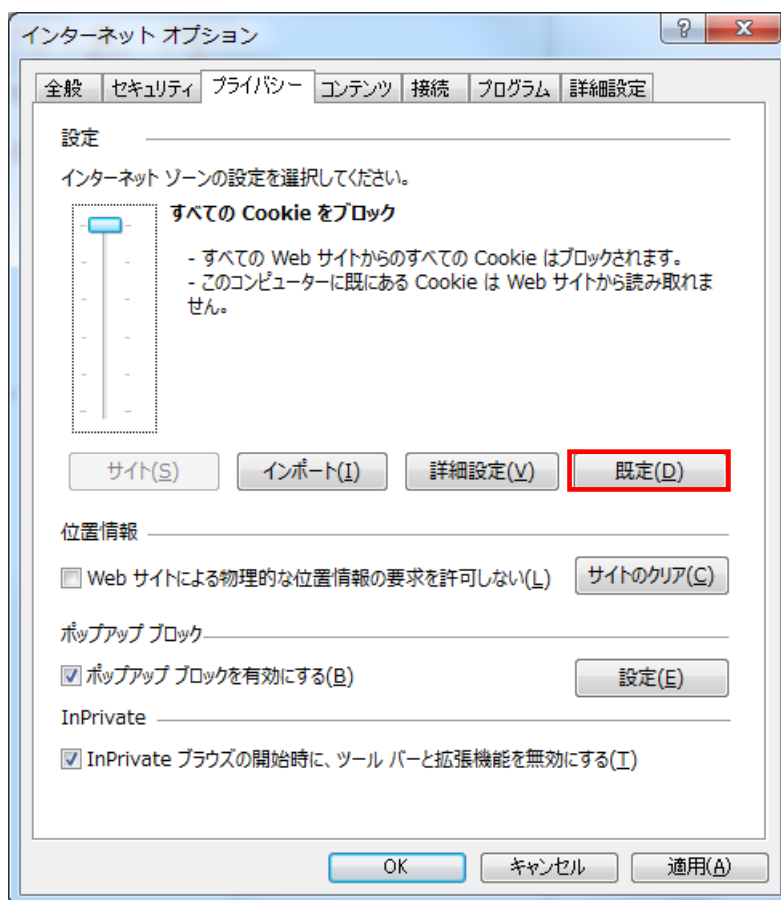 インターネット オプション
全般 セキュリティ プライバシー コンテンツ 接続 プログラム 詳細設定
設定
インターネット ゾーンの設定を選択してください。
すべての Cookie をブロック
- すべての Web サイトからのすべての Cookie はブロックされます。
- このコンピューターに既にある Cookie は Web サイトから読み取れま
せん。
サイト(S) インポート(I) 詳細設定(V) 既定(D)
位置情報
Web サイトによる物理的な位置情報の要求を許可しない(L) サイトのクリア(C)
ポップアップ ブロック
ポップアップ ブロックを有効にする(B) 設定(E)
InPrivate
InPrivate ブラウズの開始時に、ツール バーと拡張機能を無効にする(T)
OK キャンセル 適用(A)